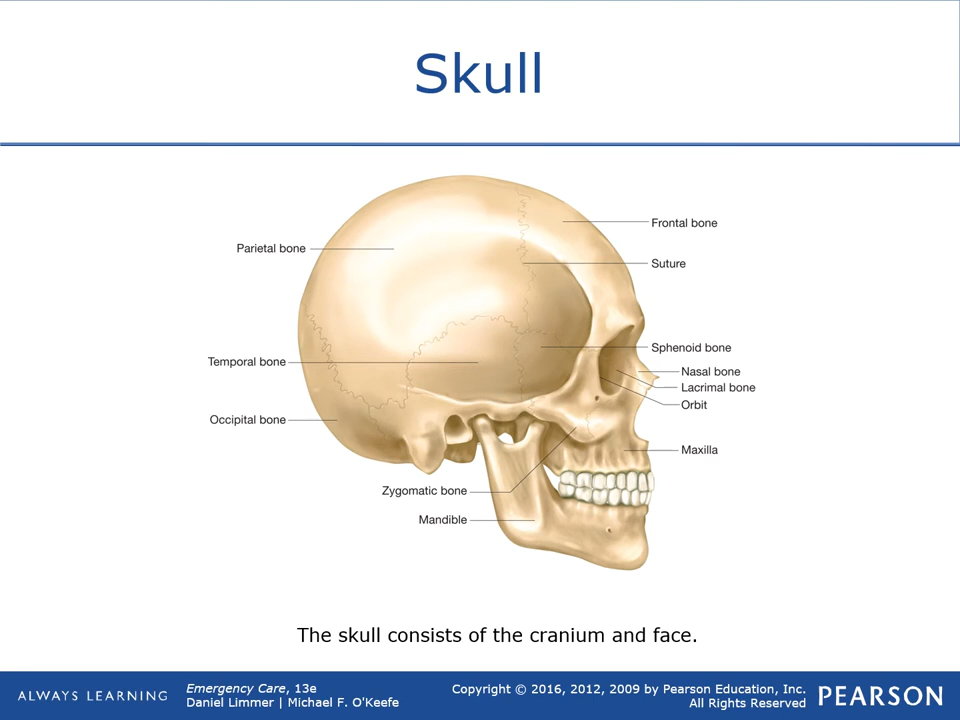 Skull
Frontal bone
Parietal bone
Suture
Sphenoid bone
Temporal bone
Nasal bone
Lacrimal bone
Orbit
Occipital bone
Maxilla
Zygomatic bone
Mandible
The skull consists of the cranium and face.
ALWAYS LEARNING
Emergency Care, 13e
Daniel Limmer | Michael F. O'Keefe
Copyright © 2016, 2012, 2009 by Pearson Education, Inc.
All Rights Reserved
PEARSON